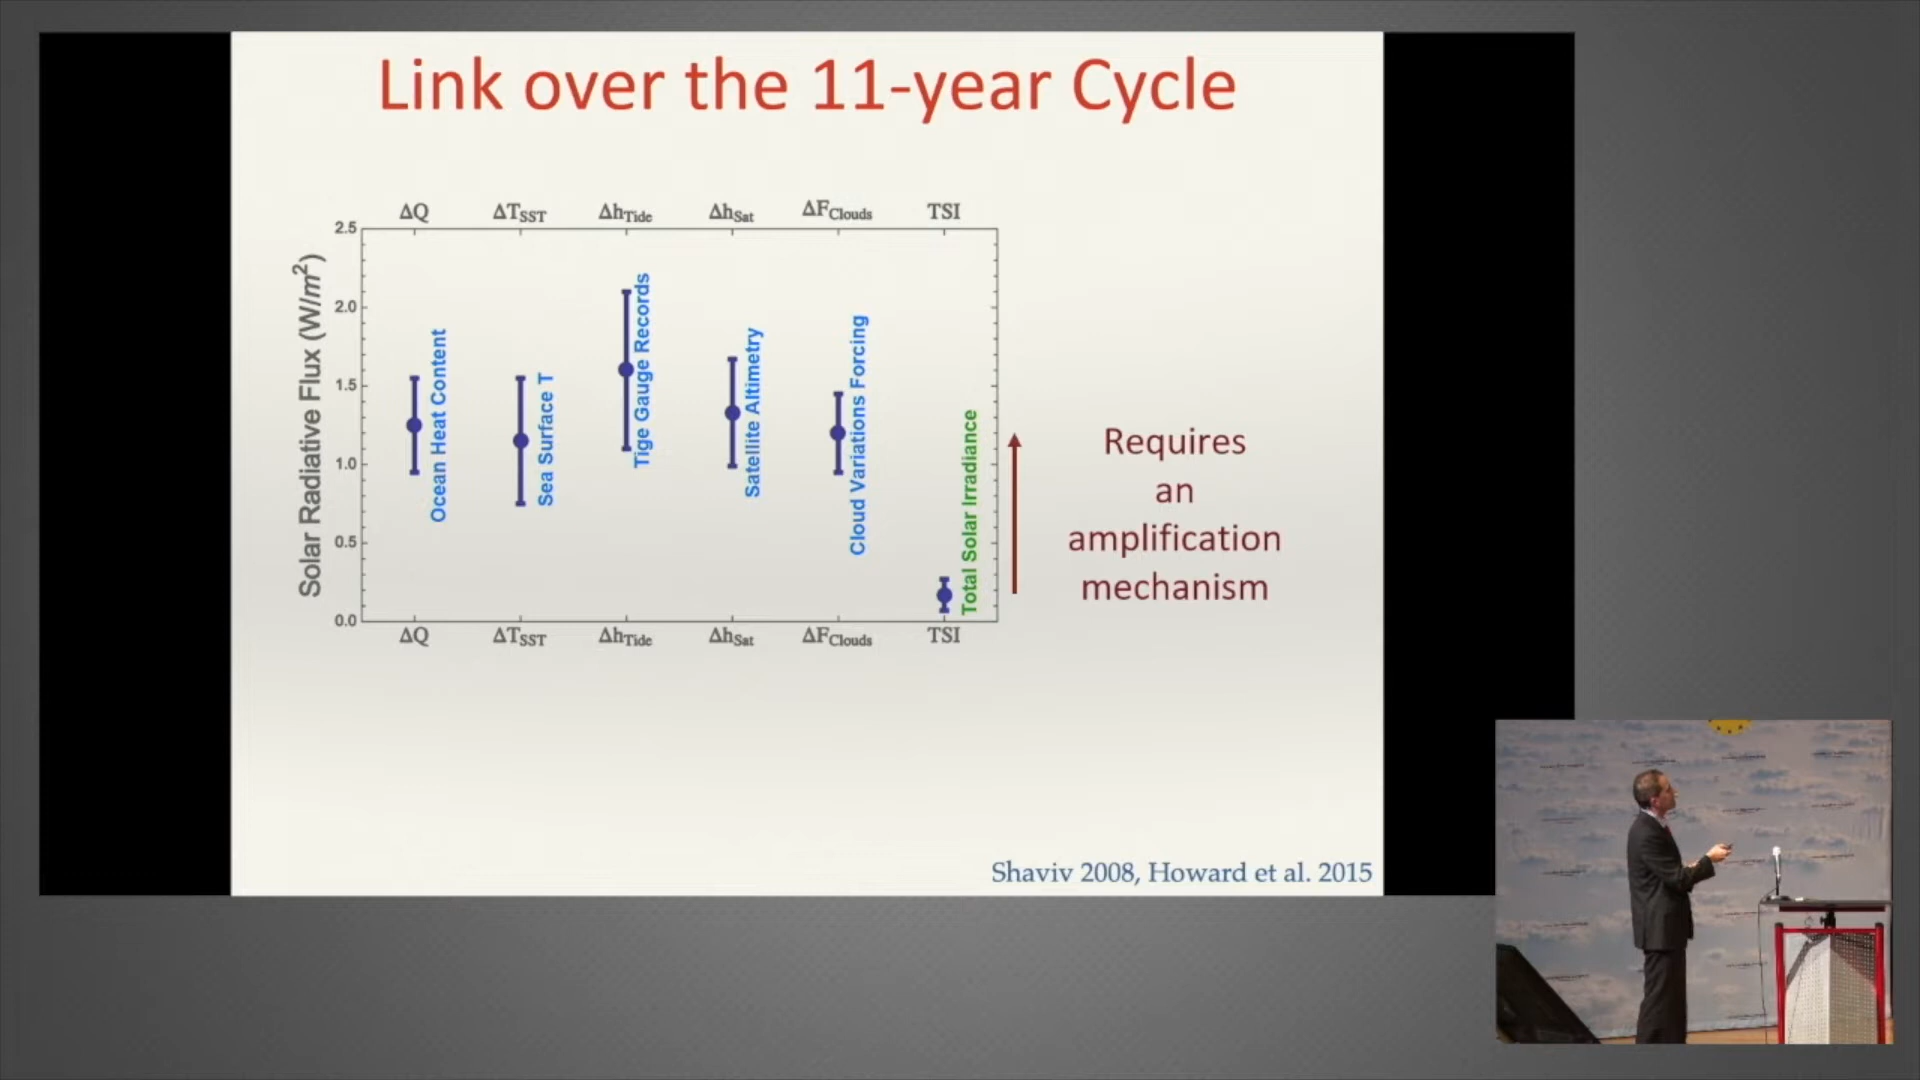 Link over the 11-year Cycle
ΔQ ΔT_SST Δh_Tide Δh_Sat ΔF_Clouds TSI
2.5
2.0
1.5
1.0
0.5
0.0
Solar Radiative Flux (W/m²)
Ocean Heat Content
Sea Surface T
Tige Gauge Records
Satellite Altimetry
Cloud Variations Forcing
Total Solar Irradiance
ΔQ ΔT_SST Δh_Tide Δh_Sat ΔF_Clouds TSI
Requires
an
amplification
mechanism
Shaviv 2008, Howard et al. 2015